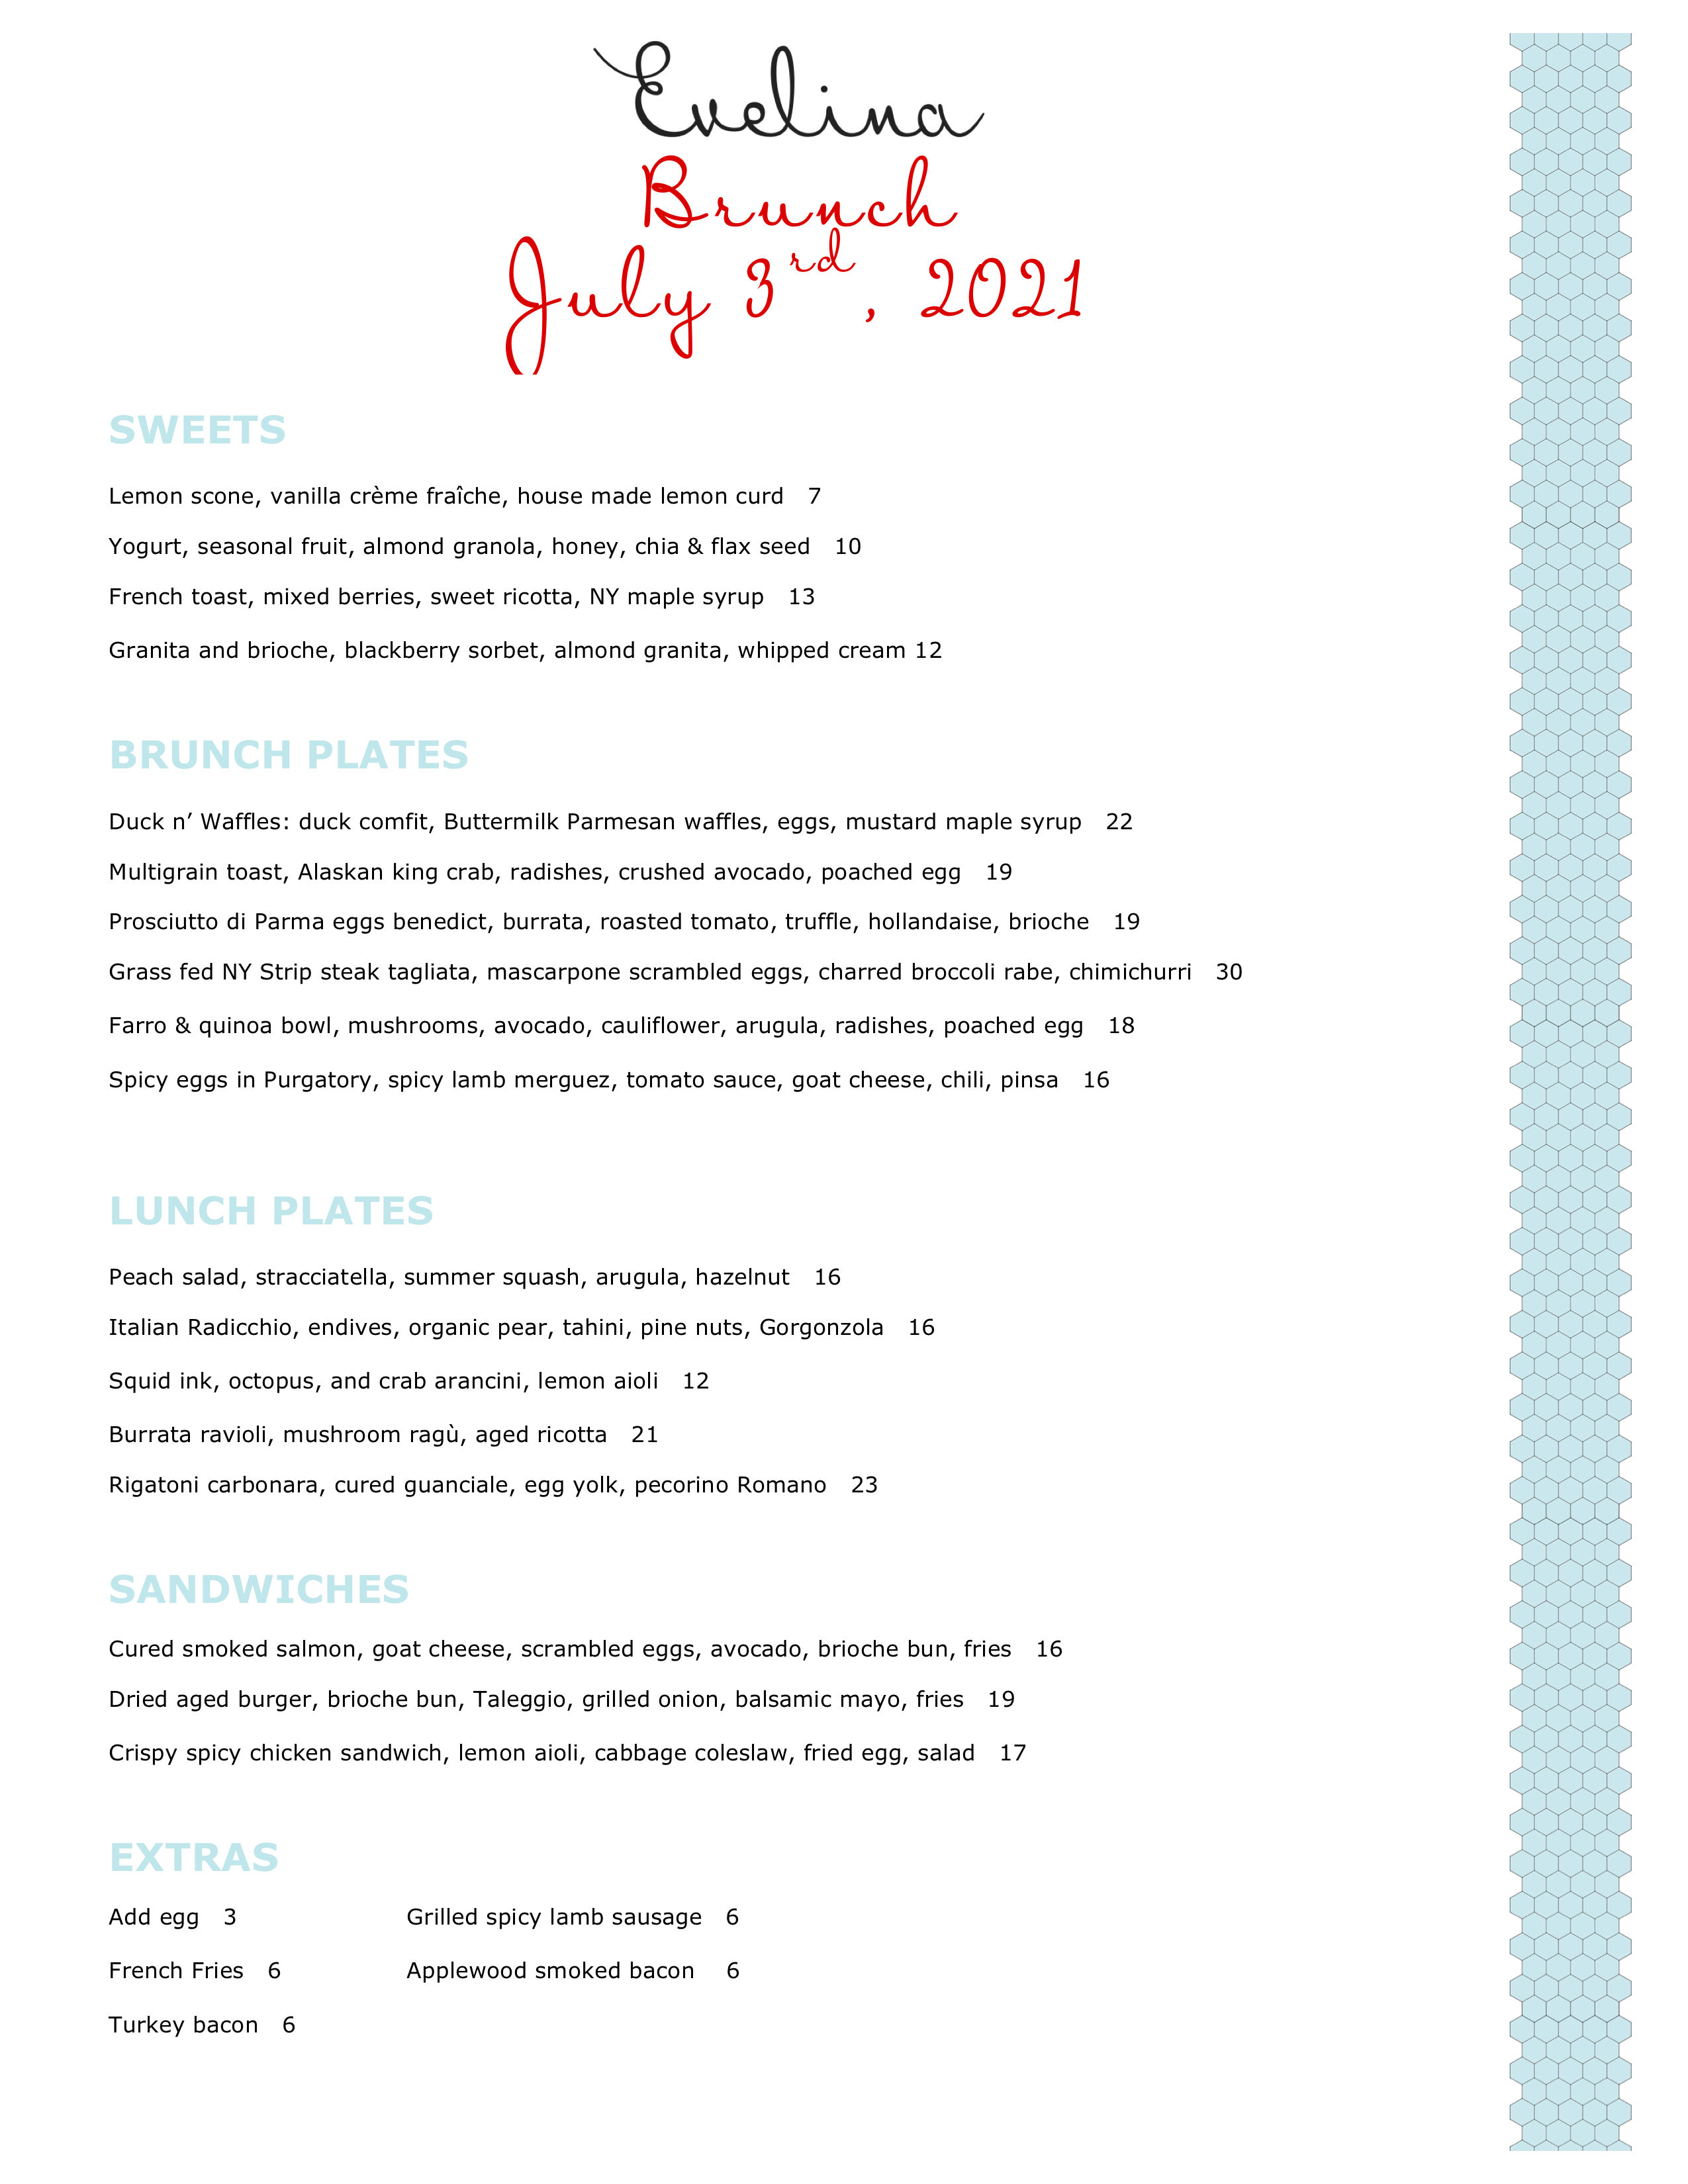 Evelina
Brunch
July 3rd, 2021
SWEETS
Lemon scone, vanilla crème fraîche, house made lemon curd 7
Yogurt, seasonal fruit, almond granola, honey, chia & flax seed 10
French toast, mixed berries, sweet ricotta, NY maple syrup 13
Granita and brioche, blackberry sorbet, almond granita, whipped cream 12
BRUNCH PLATES
Duck n’ Waffles: duck comfit, Buttermilk Parmesan waffles, eggs, mustard maple syrup 22
Multigrain toast, Alaskan king crab, radishes, crushed avocado, poached egg 19
Prosciutto di Parma eggs benedict, burrata, roasted tomato, truffle, hollandaise, brioche 19
Grass fed NY Strip steak tagliata, mascarpone scrambled eggs, charred broccoli rabe, chimichurri 30
Farro & quinoa bowl, mushrooms, avocado, cauliflower, arugula, radishes, poached egg 18
Spicy eggs in Purgatory, spicy lamb merguez, tomato sauce, goat cheese, chili, pinsa 16
LUNCH PLATES
Peach salad, stracciatella, summer squash, arugula, hazelnut 16
Italian Radicchio, endives, organic pear, tahini, pine nuts, Gorgonzola 16
Squid ink, octopus, and crab arancini, lemon aioli 12
Burrata ravioli, mushroom ragù, aged ricotta 21
Rigatoni carbonara, cured guanciale, egg yolk, pecorino Romano 23
SANDWICHES
Cured smoked salmon, goat cheese, scrambled eggs, avocado, brioche bun, fries 16
Dried aged burger, brioche bun, Taleggio, grilled onion, balsamic mayo, fries 19
Crispy spicy chicken sandwich, lemon aioli, cabbage coleslaw, fried egg, salad 17
EXTRAS
Add egg 3 Grilled spicy lamb sausage 6
French Fries 6 Applewood smoked bacon 6
Turkey bacon 6